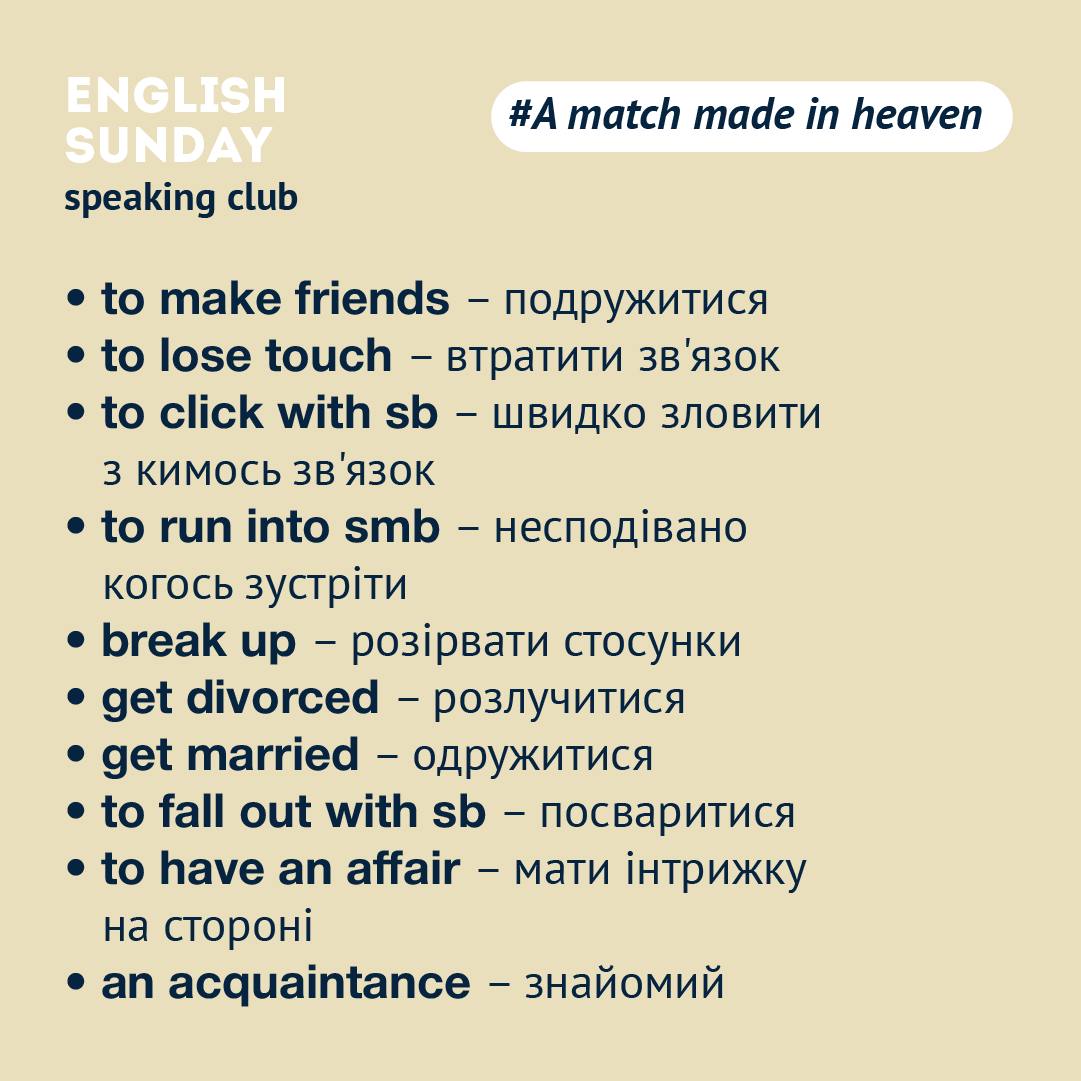 ENGLISH
SUNDAY
speaking club
#A match made in heaven
• to make friends – подружитися
• to lose touch – втратити зв'язок
• to click with sb – швидко зловити
з кимось зв'язок
• to run into smb – несподівано
когось зустріти
• break up – розірвати стосунки
• get divorced – розлучитися
• get married – одружитися
• to fall out with sb – посваритися
• to have an affair – мати інтрижку
на стороні
• an acquaintance – знайомий